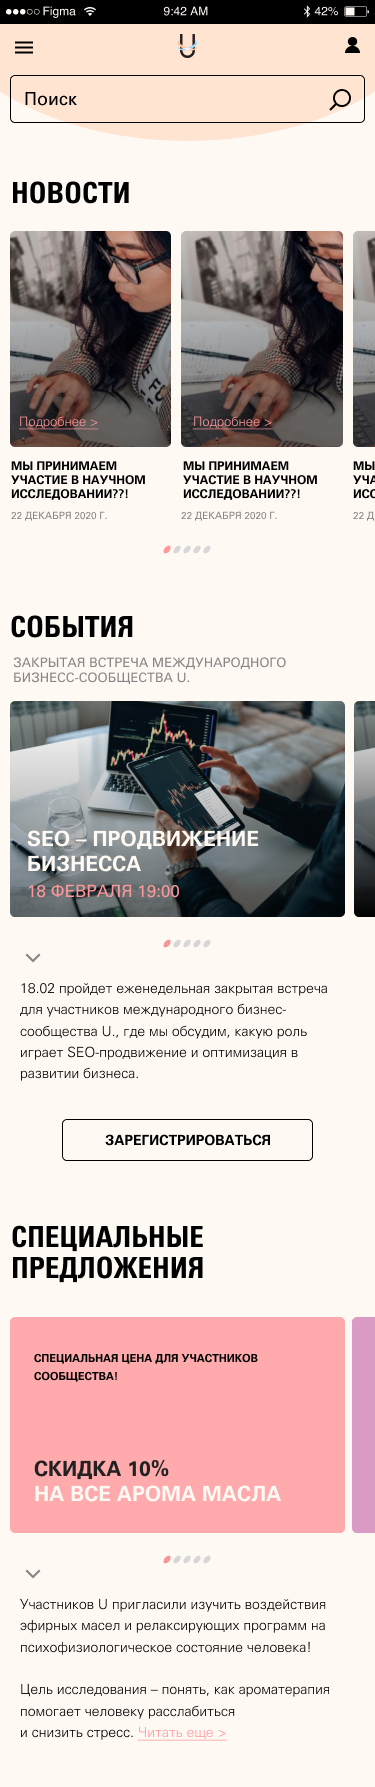 Figma 9:42 AM 42%
U
Поиск
НОВОСТИ
Подробнее >
Подробнее >
МЫ ПРИНИМАЕМ
УЧАСТИЕ В НАУЧНОМ
ИССЛЕДОВАНИИ??!
22 ДЕКАБРЯ 2020 Г.
МЫ ПРИНИМАЕМ
УЧАСТИЕ В НАУЧНОМ
ИССЛЕДОВАНИИ??!
22 ДЕКАБРЯ 2020 Г.
МЫ
УЧА
ИСС
22 Д
СОБЫТИЯ
ЗАКРЫТАЯ ВСТРЕЧА МЕЖДУНАРОДНОГО
БИЗНЕСС-СООБЩЕСТВА U.
SEO – ПРОДВИЖЕНИЕ
БИЗНЕССА
18 ФЕВРАЛЯ 19:00
18.02 пройдет еженедельная закрытая встреча
для участников международного бизнес-
сообщества U., где мы обсудим, какую роль
играет SEO-продвижение и оптимизация в
развитии бизнеса.
ЗАРЕГИСТРИРОВАТЬСЯ
СПЕЦИАЛЬНЫЕ
ПРЕДЛОЖЕНИЯ
СПЕЦИАЛЬНАЯ ЦЕНА ДЛЯ УЧАСТНИКОВ
СООБЩЕСТВА!
СКИДКА 10%
НА ВСЕ АРОМА МАСЛА
Участников U пригласили изучить воздействия
эфирных масел и релаксирующих программ на
психофизиологическое состояние человека!
Цель исследования – понять, как ароматерапия
помогает человеку расслабиться
и снизить стресс. Читать еще >